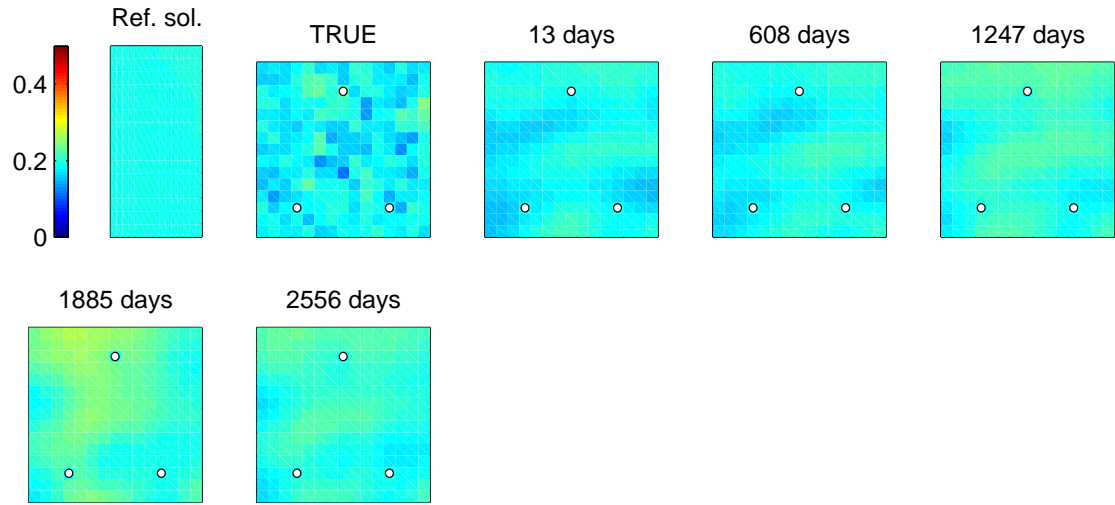 Ref. sol.
TRUE
13 days
608 days
1247 days
0.4
0.2
0
1885 days
2556 days